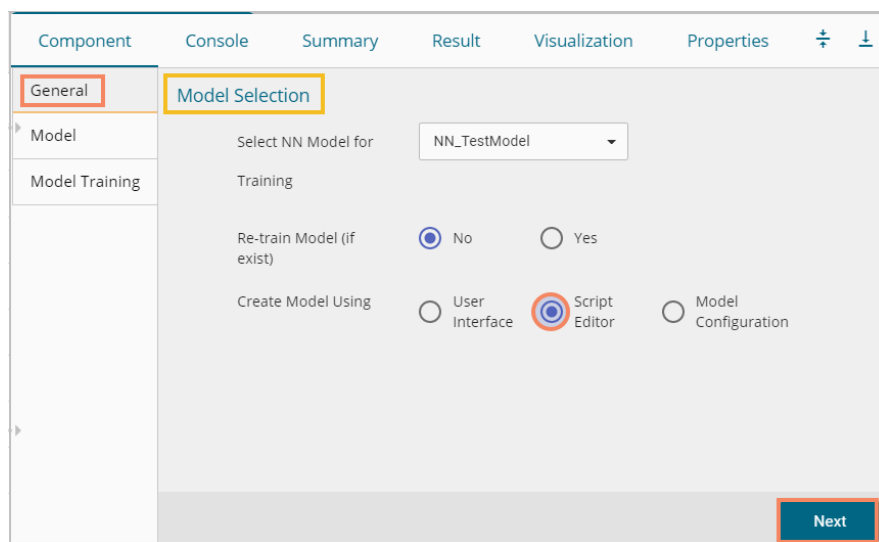 Component Console Summary Result Visualization Properties
General
Model
Model Training
Model Selection
Select NN Model for
Training
NN_TestModel
Re-train Model (if
exist)
No
Yes
Create Model Using
User
Interface
Script
Editor
Model
Configuration
Next